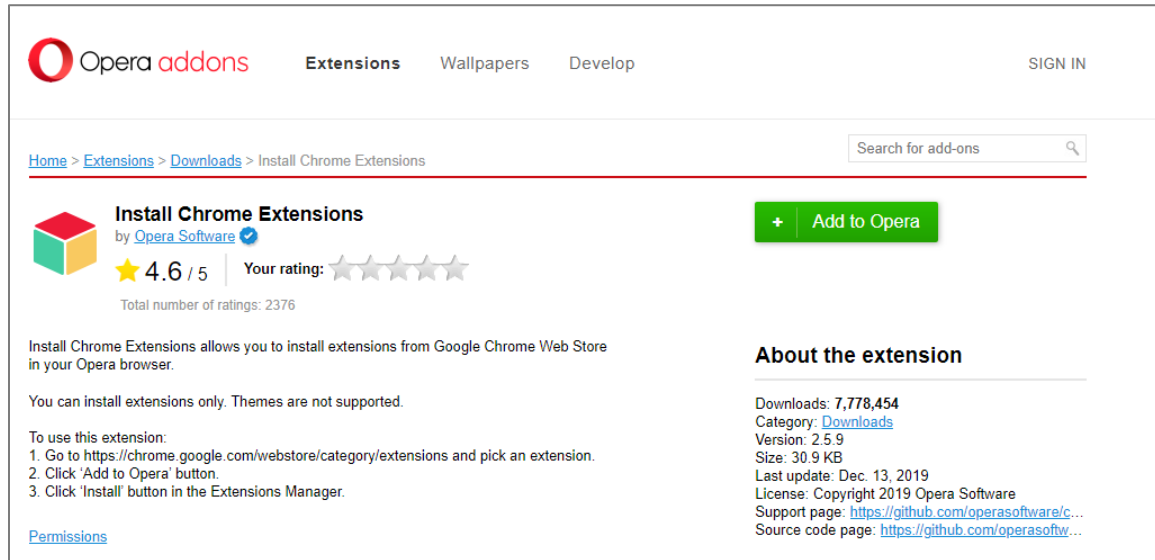 Opera addons Extensions Wallpapers Develop SIGN IN
Home > Extensions > Downloads > Install Chrome Extensions
Search for add-ons
Install Chrome Extensions
by Opera Software
4.6 / 5 Your rating:
Total number of ratings: 2376
+ Add to Opera
Install Chrome Extensions allows you to install extensions from Google Chrome Web Store
in your Opera browser.
You can install extensions only. Themes are not supported.
To use this extension:
1. Go to https://chrome.google.com/webstore/category/extensions and pick an extension.
2. Click ‘Add to Opera’ button.
3. Click ‘Install’ button in the Extensions Manager.
Permissions
About the extension
Downloads: 7,778,454
Category: Downloads
Version: 2.5.9
Size: 30.9 KB
Last update: Dec. 13, 2019
License: Copyright 2019 Opera Software
Support page: https://github.com/operasoftware/c...
Source code page: https://github.com/operasoftw...